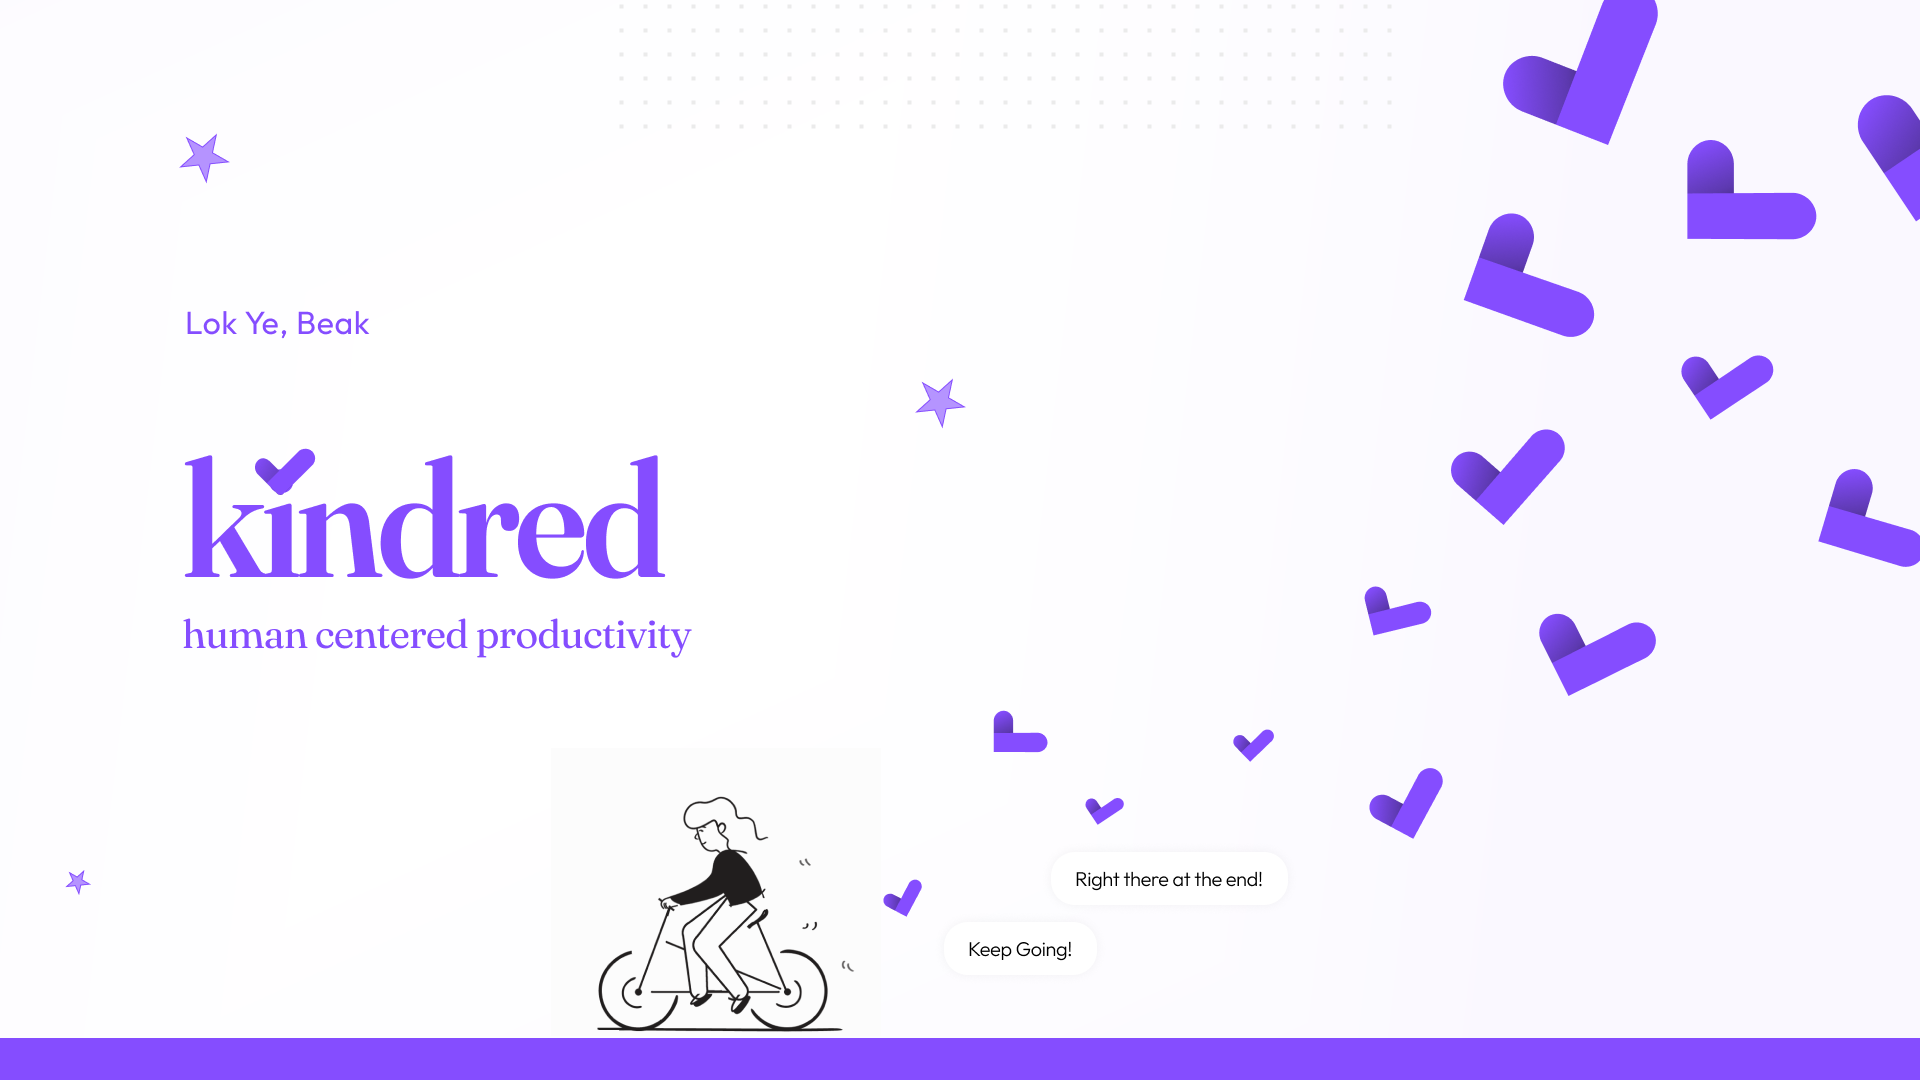 Lok Ye, Beak
kindred
human centered productivity
Right there at the end!
Keep Going!